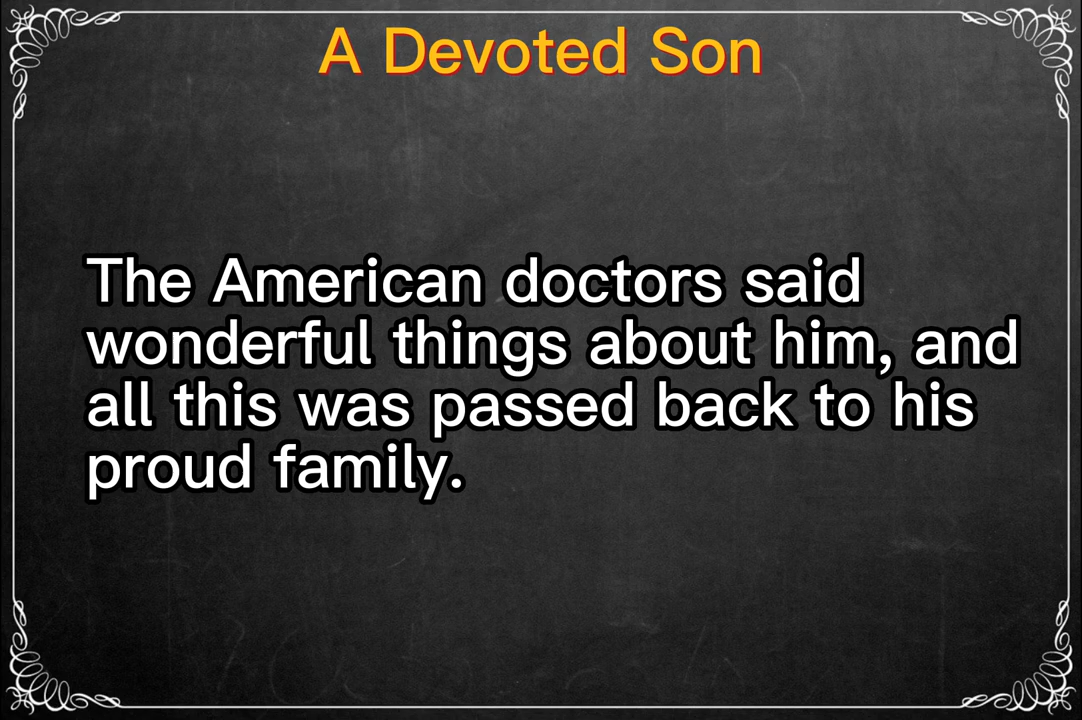 A Devoted Son
The American doctors said
wonderful things about him, and
all this was passed back to his
proud family.